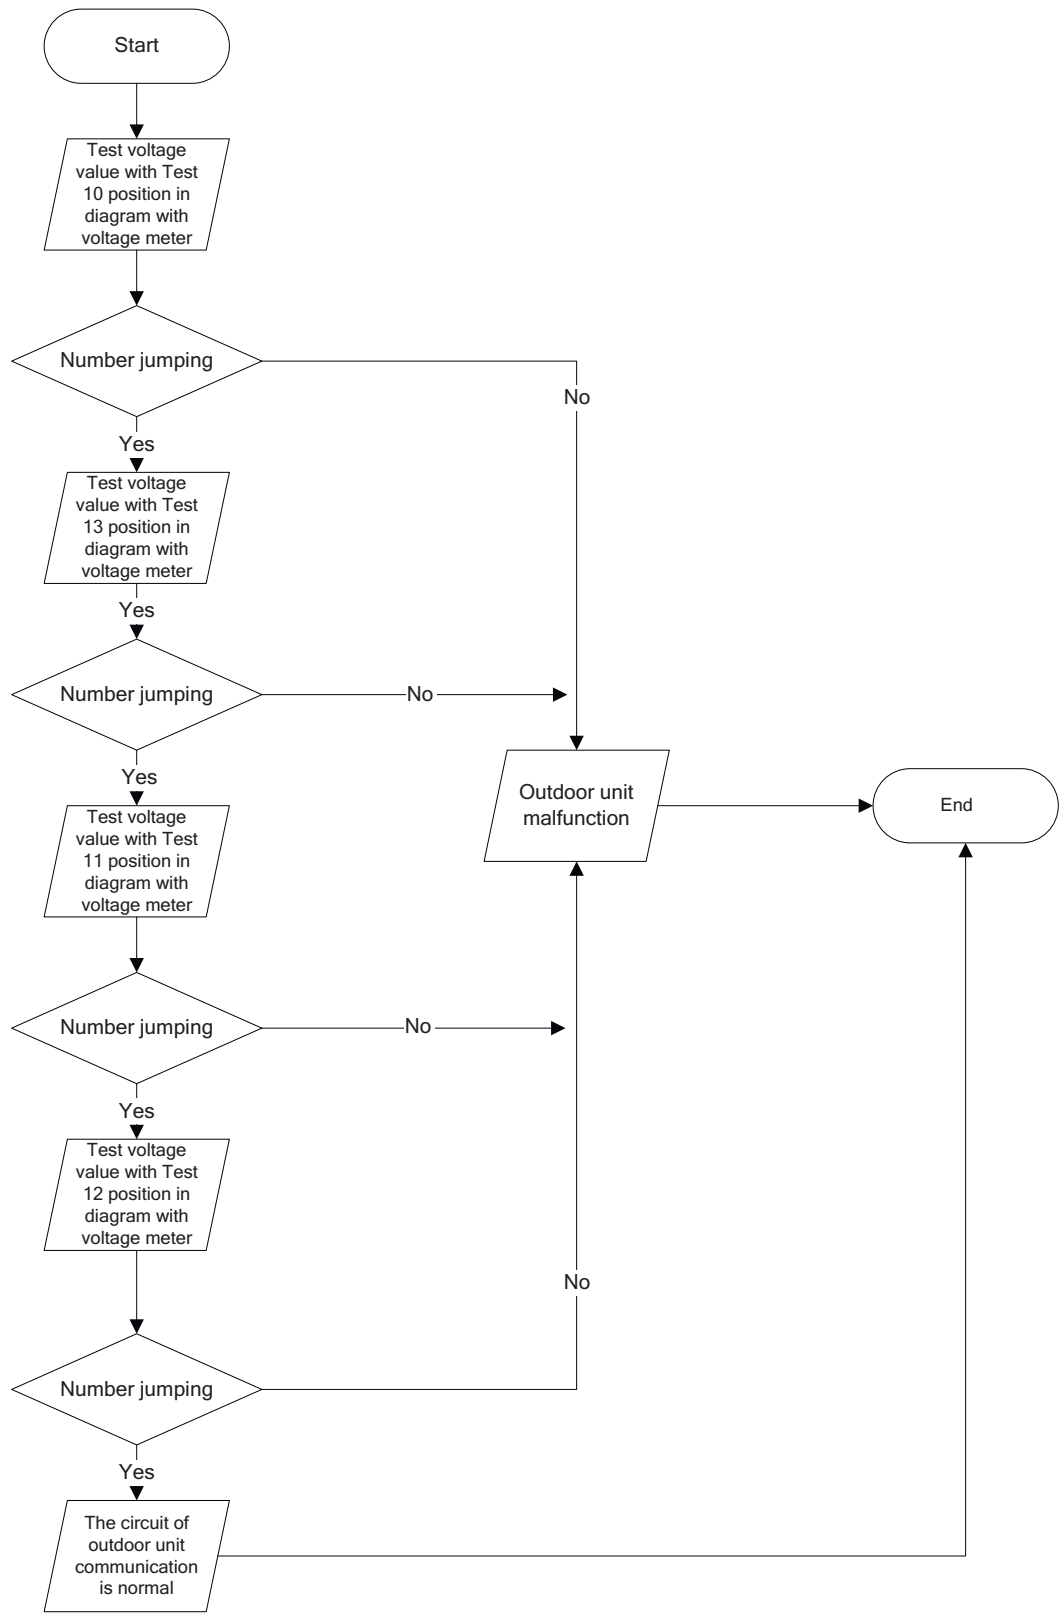 Start
Test voltage
value with Test
10 position in
diagram with
voltage meter
Number jumping
No
Yes
Test voltage
value with Test
13 position in
diagram with
voltage meter
Yes
Number jumping
No
Yes
Outdoor unit
malfunction
End
Test voltage
value with Test
11 position in
diagram with
voltage meter
Number jumping
No
Yes
Test voltage
value with Test
12 position in
diagram with
voltage meter
No
Number jumping
Yes
The circuit of
outdoor unit
communication
is normal